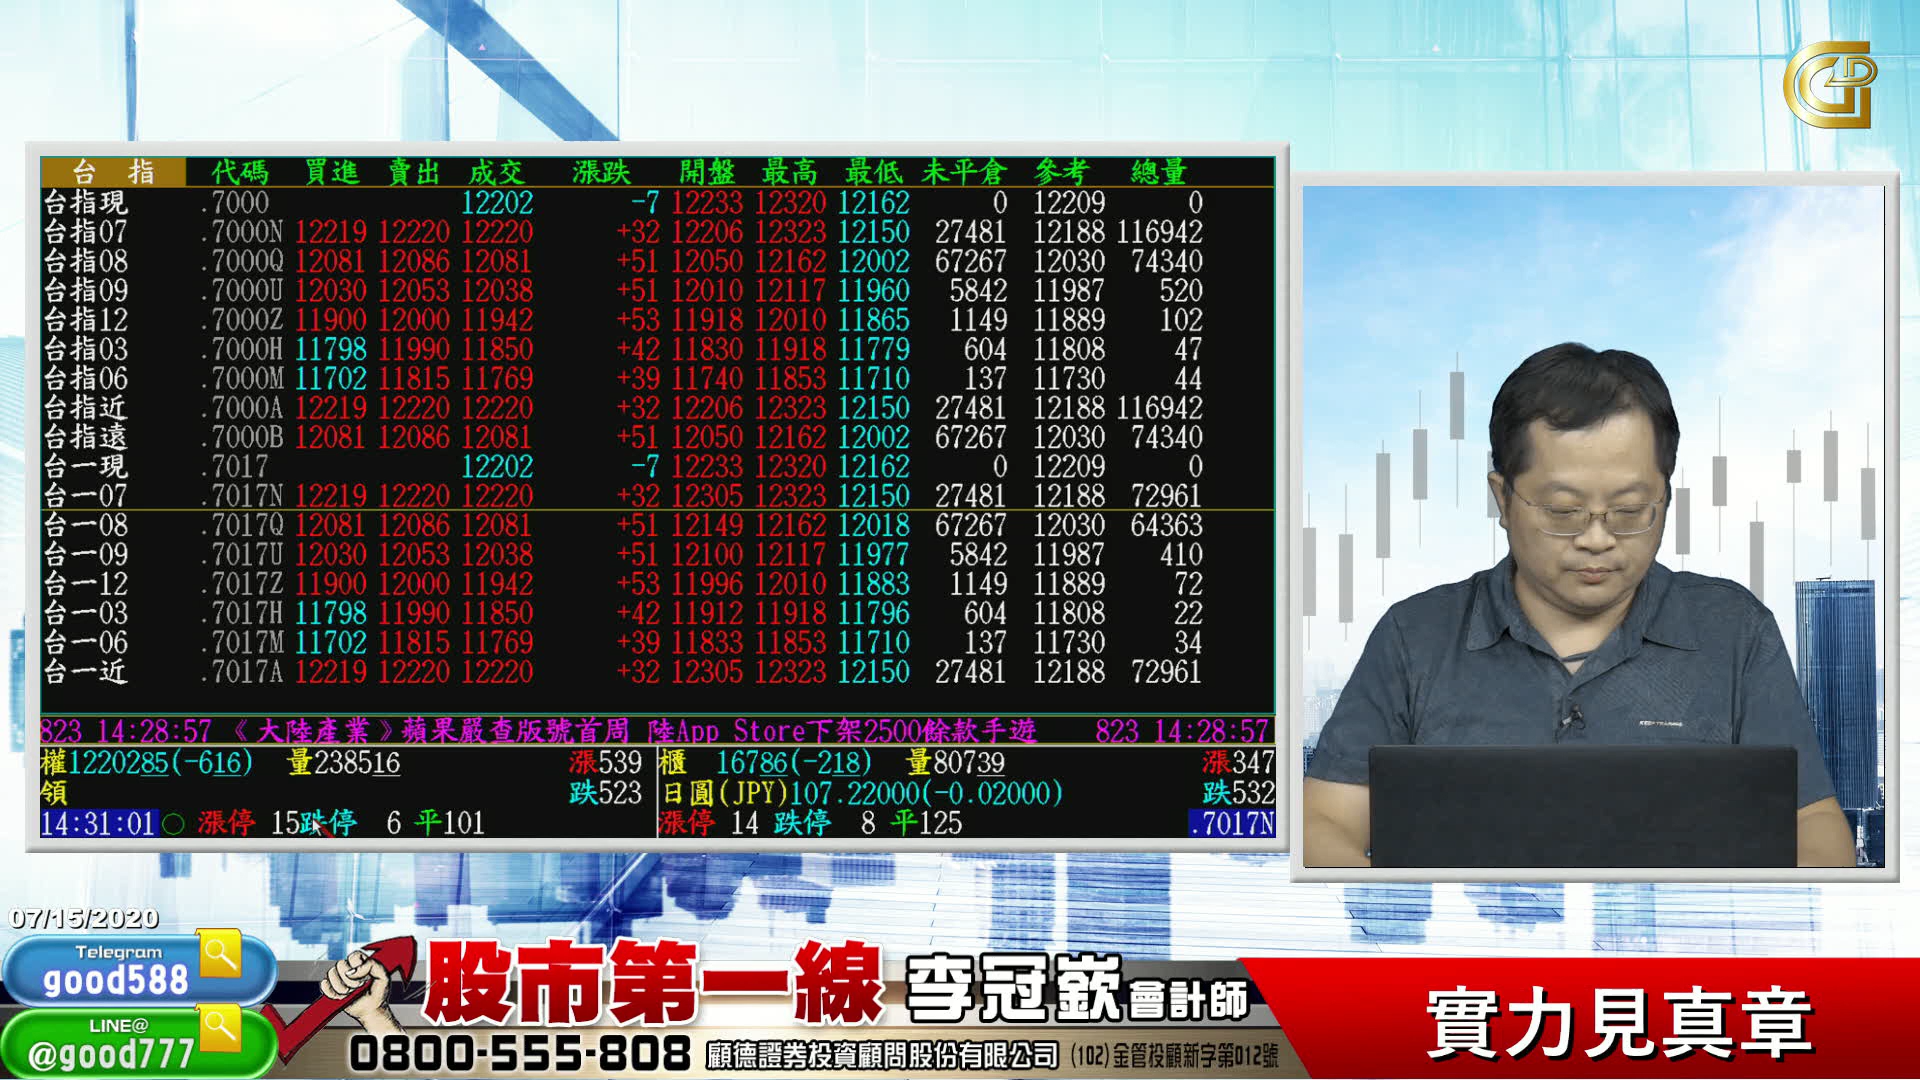 台 指 代碼 買進 賣出 成交 漲跌 開盤 最高 最低 未平倉 參考 總量
台指現 .7000 12202 -7 12233 12320 12162 0 12209 0
台指07 .7000N 12219 12220 12220 +32 12206 12323 12150 27481 12188 116942
台指08 .7000Q 12081 12086 12081 +51 12050 12162 12002 67267 12030 74340
台指09 .7000U 12030 12053 12038 +51 12010 12117 11960 5842 11987 520
台指12 .7000Z 11900 12000 11942 +53 11918 12010 11865 1149 11889 102
台指03 .7000H 11798 11990 11850 +42 11830 11918 11779 604 11808 47
台指06 .7000M 11702 11815 11769 +39 11740 11853 11710 137 11730 44
台指近 .7000A 12219 12220 12220 +32 12206 12323 12150 27481 12188 116942
台指遠 .7000B 12081 12086 12081 +51 12050 12162 12002 67267 12030 74340
台一現 .7017 12202 -7 12233 12320 12162 0 12209 0
台一07 .7017N 12219 12220 12220 +32 12305 12323 12150 27481 12188 72961
台一08 .7017Q 12081 12086 12081 +51 12149 12162 12018 67267 12030 64363
台一09 .7017U 12030 12053 12038 +51 12100 12117 11977 5842 11987 410
台一12 .7017Z 11900 12000 11942 +53 11996 12010 11883 1149 11889 72
台一03 .7017H 11798 11990 11850 +42 11912 11918 11796 604 11808 22
台一06 .7017M 11702 11815 11769 +39 11833 11853 11710 137 11730 34
台一近 .7017A 12219 12220 12220 +32 12305 12323 12150 27481 12188 72961
823 14:28:57 《大陸產業》蘋果嚴查版號首周 陸App Store下架2500餘款手遊 823 14:28:57
權1220285(-616) 量238516 漲539 櫃 16786(-218) 量80739 漲347
領 跌523 日圓(JPY)107.22000(-0.02000) 跌532
14:31:01 漲停 15跌停 6 平101 漲停 14 跌停 8 平125 .7017N
07/15/2020
Telegram
good588
LINE@
@good777
股市第一線 李冠嶔會計師
0800-555-808 顧德證券投資顧問股份有限公司 (102)金管投顧新字第012號
實力見真章